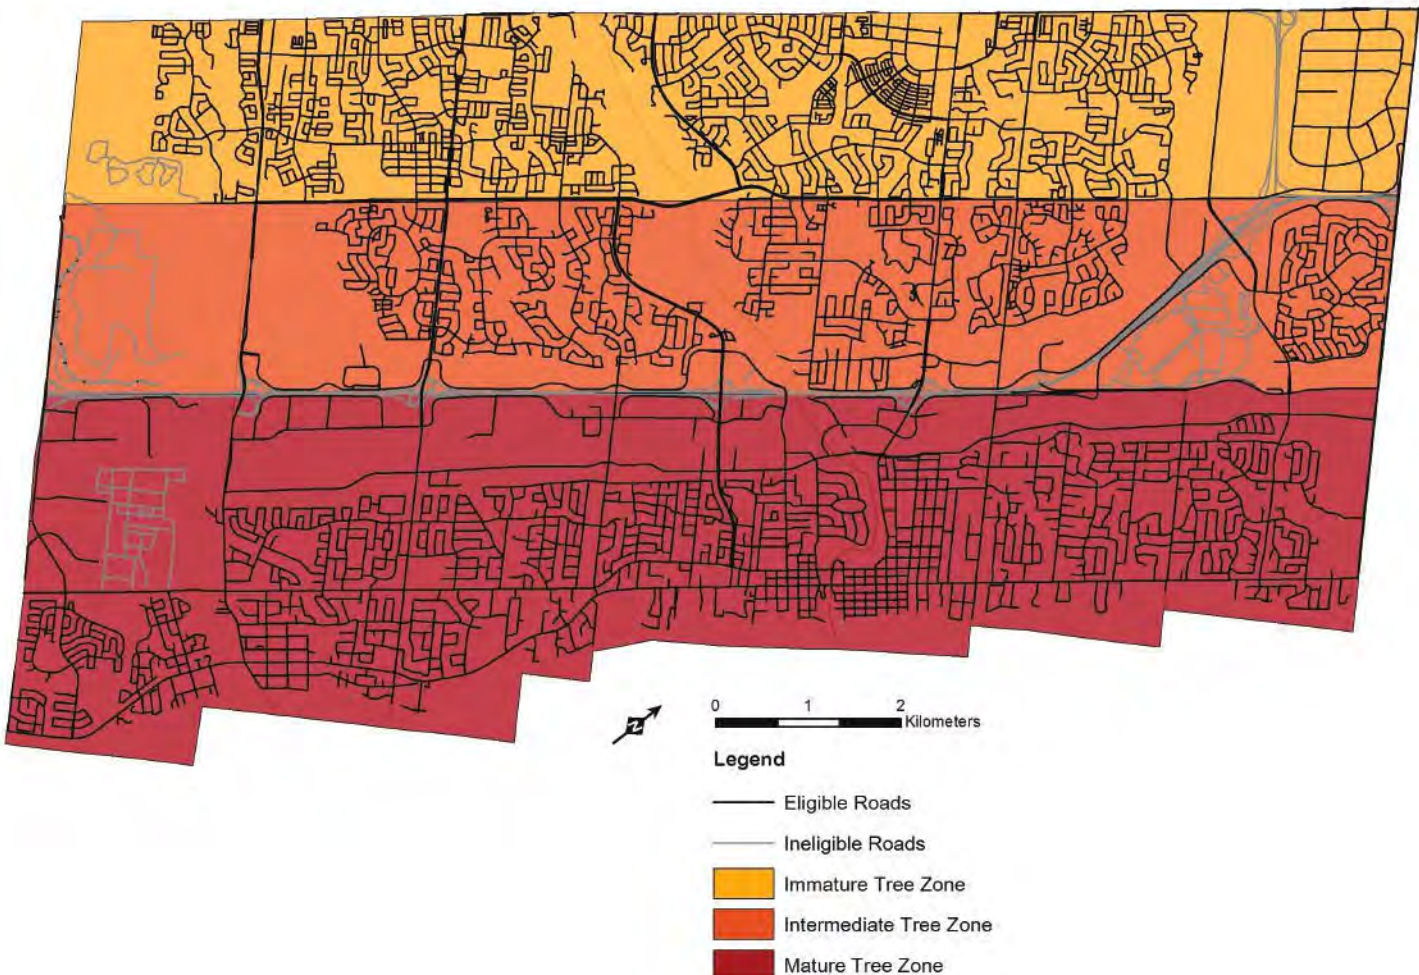 N
0 1 2
Kilometers
Legend
Eligible Roads
Ineligible Roads
Immature Tree Zone
Intermediate Tree Zone
Mature Tree Zone